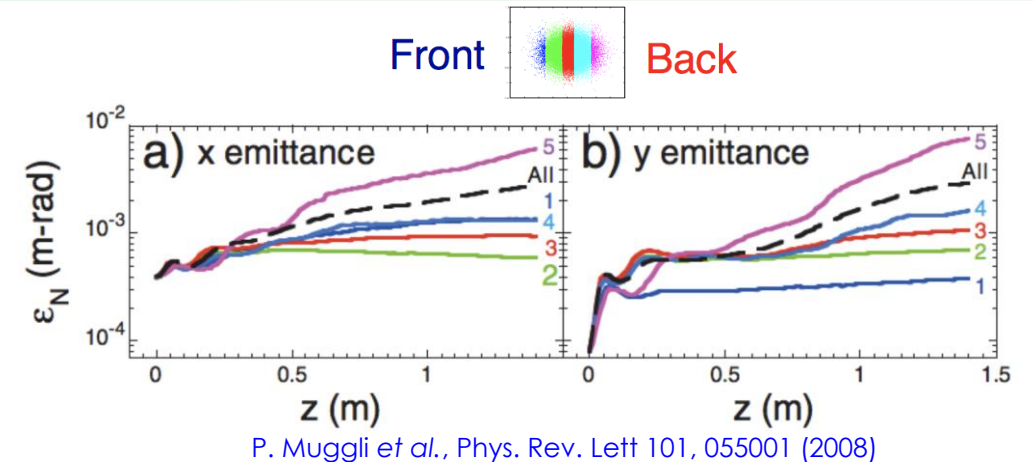 Front
Back
10^-2
10^-3
10^-4
ε_N (m-rad)
a) x emittance
5
All
1
4
3
2
0
0.5
1
z (m)
b) y emittance
5
All
4
3
2
1
0
0.5
1
1.5
z (m)
P. Muggli et al., Phys. Rev. Lett 101, 055001 (2008)